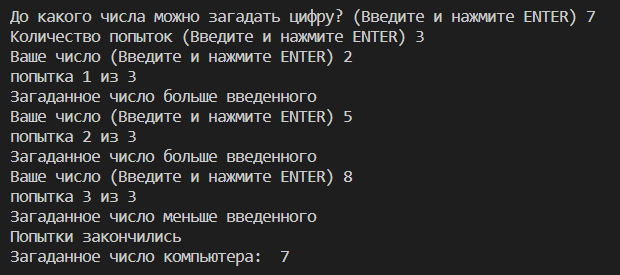 До какого числа можно загадать цифру? (Введите и нажмите ENTER) 7
Количество попыток (Введите и нажмите ENTER) 3
Ваше число (Введите и нажмите ENTER) 2
попытка 1 из 3
Загаданное число больше введенного
Ваше число (Введите и нажмите ENTER) 5
попытка 2 из 3
Загаданное число больше введенного
Ваше число (Введите и нажмите ENTER) 8
попытка 3 из 3
Загаданное число меньше введенного
Попытки закончились
Загаданное число компьютера:  7